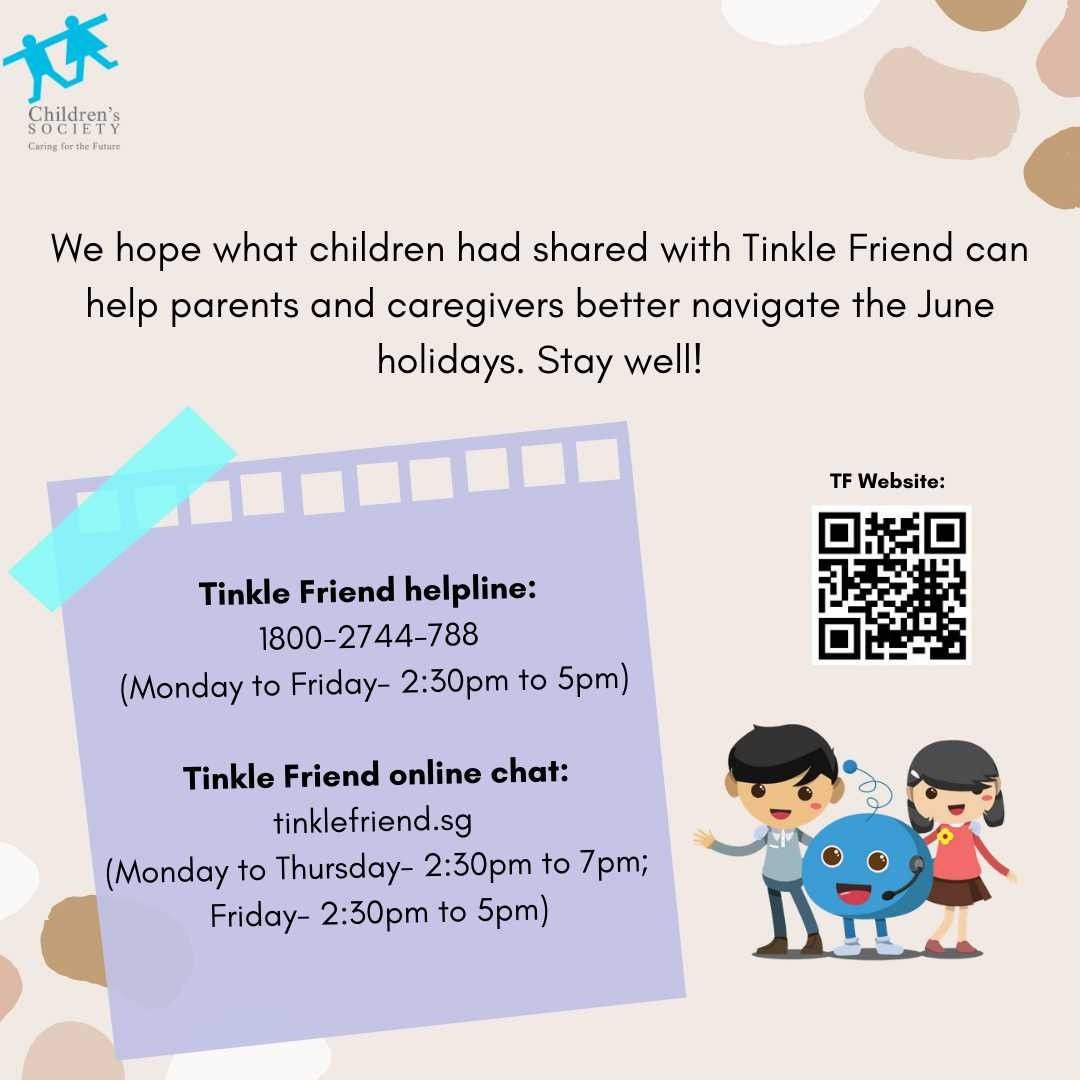 Children's
SOCIETY
Caring for the Future
We hope what children had shared with Tinkle Friend can
help parents and caregivers better navigate the June
holidays. Stay well!
Tinkle Friend helpline:
1800-2744-788
(Monday to Friday- 2:30pm to 5pm)
Tinkle Friend online chat:
tinklefriend.sg
(Monday to Thursday- 2:30pm to 7pm;
Friday- 2:30pm to 5pm)
TF Website: